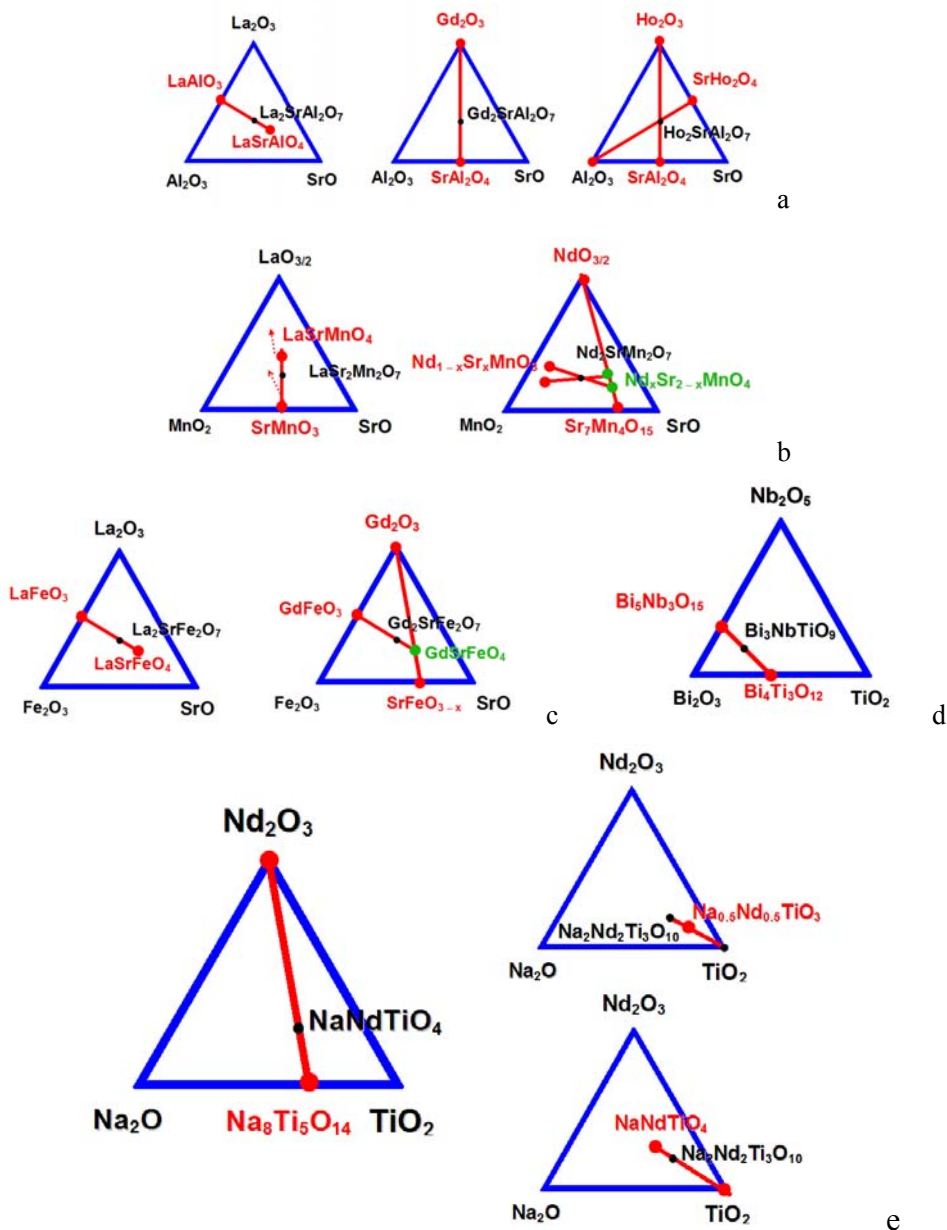 La₂O₃
LaAlO₃
La₂SrAl₂O₇
LaSrAlO₄
Al₂O₃
SrO
Gd₂O₃
Gd₂SrAl₂O₇
Al₂O₃
SrAl₂O₄
SrO
Ho₂O₃
SrHo₂O₄
Ho₂SrAl₂O₇
Al₂O₃
SrAl₂O₄
SrO
a
LaO₃/₂
LaSrMnO₄
LaSr₂Mn₂O₇
MnO₂
SrMnO₃
SrO
NdO₃/₂
Nd₁₋ₓSrₓMnO₃
Nd₂SrMn₂O₇
NdₓSr₂₋ₓMnO₄
MnO₂
Sr₇Mn₄O₁₅
SrO
b
La₂O₃
LaFeO₃
La₂SrFe₂O₇
LaSrFeO₄
Fe₂O₃
SrO
Gd₂O₃
GdFeO₃
Gd₂SrFe₂O₇
GdSrFeO₄
Fe₂O₃
SrFeO₃₋ₓ
SrO
c
Nb₂O₅
Bi₅Nb₃O₁₅
Bi₃NbTiO₉
Bi₂O₃
Bi₄Ti₃O₁₂
TiO₂
d
Nd₂O₃
NaNdTiO₄
Na₂O
Na₈Ti₅O₁₄
TiO₂
Nd₂O₃
Na₀.₅Nd₀.₅TiO₃
Na₂Nd₂Ti₃O₁₀
Na₂O
TiO₂
Nd₂O₃
NaNdTiO₄
Na₂Nd₂Ti₃O₁₀
Na₂O
TiO₂
e